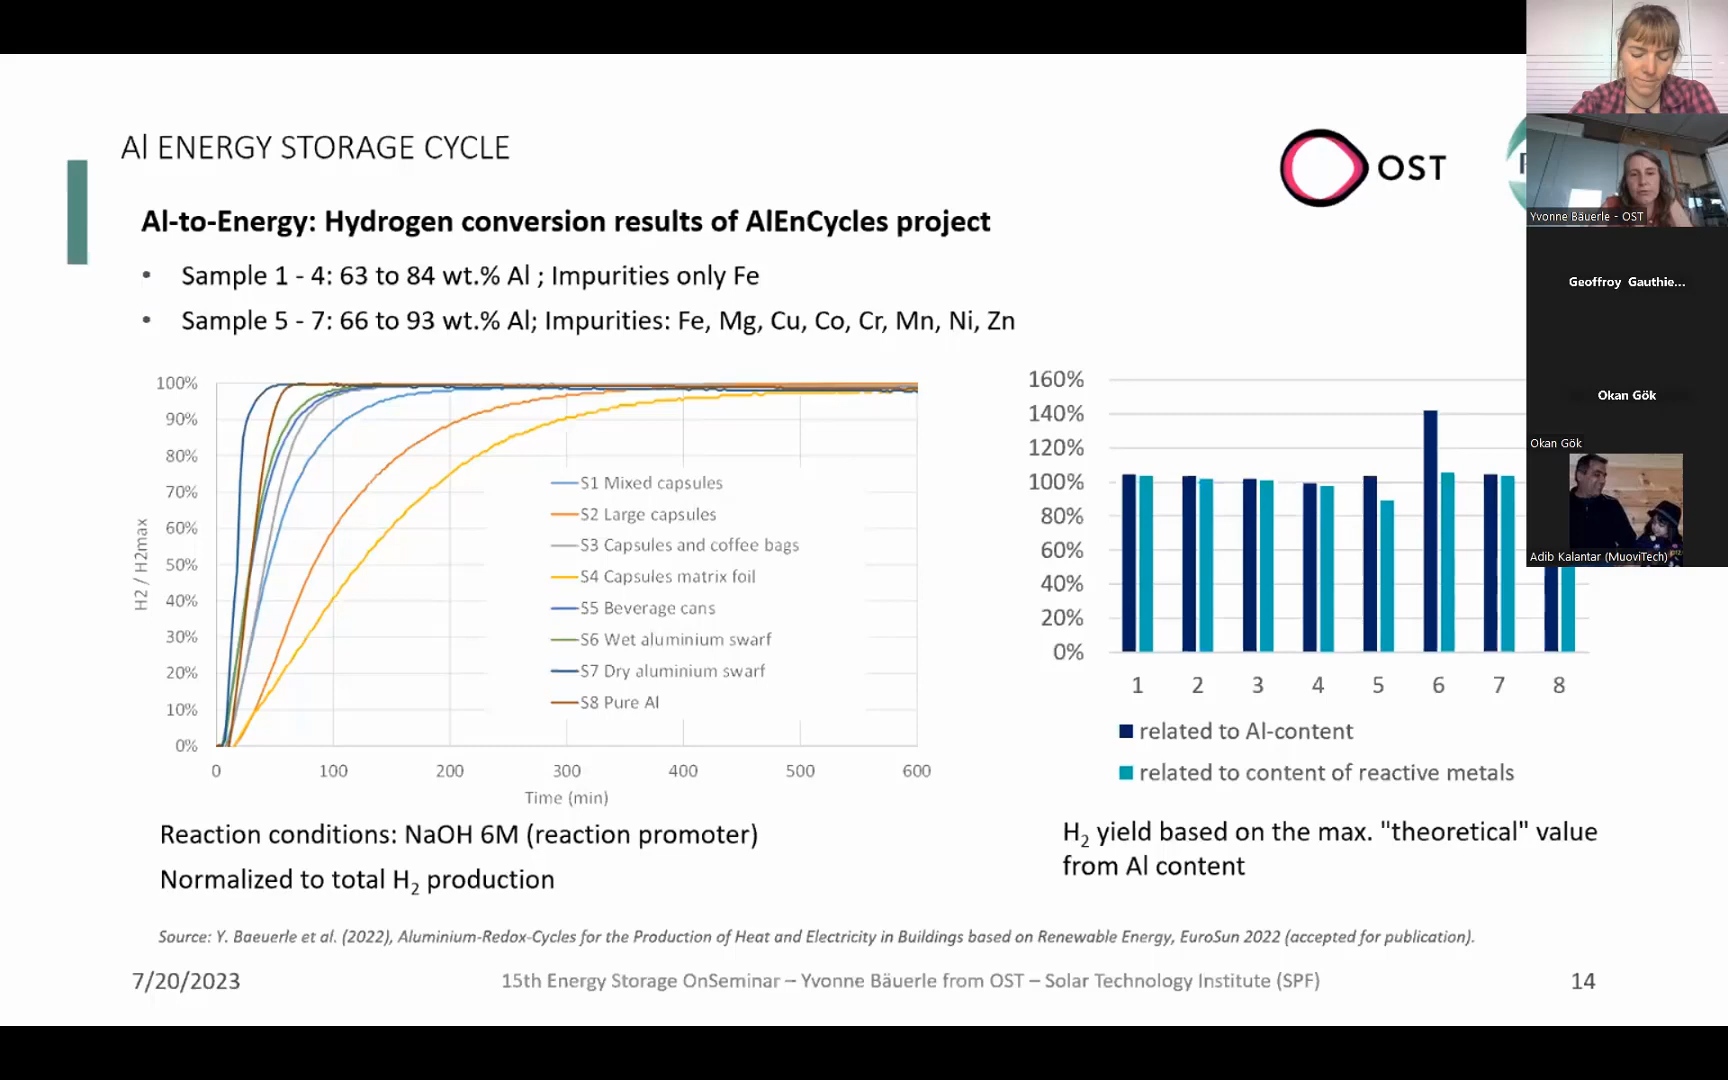 Al ENERGY STORAGE CYCLE
OST
Al-to-Energy: Hydrogen conversion results of AlEnCycles project
• Sample 1 - 4: 63 to 84 wt.% Al ; Impurities only Fe
• Sample 5 - 7: 66 to 93 wt.% Al; Impurities: Fe, Mg, Cu, Co, Cr, Mn, Ni, Zn
100%
90%
80%
70%
60%
50%
40%
30%
20%
10%
0%
H2 / H2max
0 100 200 300 400 500 600
Time (min)
S1 Mixed capsules
S2 Large capsules
S3 Capsules and coffee bags
S4 Capsules matrix foil
S5 Beverage cans
S6 Wet aluminium swarf
S7 Dry aluminium swarf
S8 Pure Al
160%
140%
120%
100%
80%
60%
40%
20%
0%
1 2 3 4 5 6 7 8
related to Al-content
related to content of reactive metals
Reaction conditions: NaOH 6M (reaction promoter)
Normalized to total H₂ production
H₂ yield based on the max. "theoretical" value
from Al content
Source: Y. Baeuerle et al. (2022), Aluminium-Redox-Cycles for the Production of Heat and Electricity in Buildings based on Renewable Energy, EuroSun 2022 (accepted for publication).
7/20/2023
15th Energy Storage OnSeminar – Yvonne Bäuerle from OST – Solar Technology Institute (SPF)
14
Yvonne Bäuerle - OST
Geoffroy Gauthie...
Okan Gök
Okan Gök
Adib Kalantar (MuoviTech)